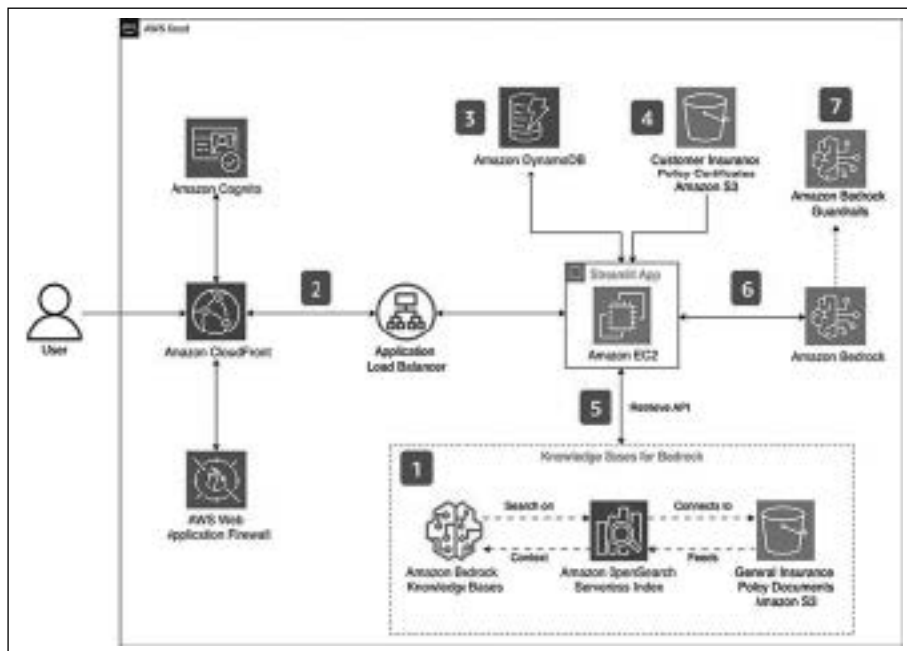 AWS Cloud
3
4
7
Amazon DynamoDB
Customer Insurance
Policy Certificates
Amazon S3
Amazon Cognito
Amazon Bedrock
Guardrails
Streamlit App
2
6
User
Amazon CloudFront
Application
Load Balancer
Amazon EC2
Amazon Bedrock
5
Retrieve API
1
Knowledge Bases for Bedrock
AWS Web
Application Firewall
Search on
Connects to
Context
Feeds
Amazon Bedrock
Knowledge Bases
Amazon OpenSearch
Serverless Index
General Insurance
Policy Documents
Amazon S3